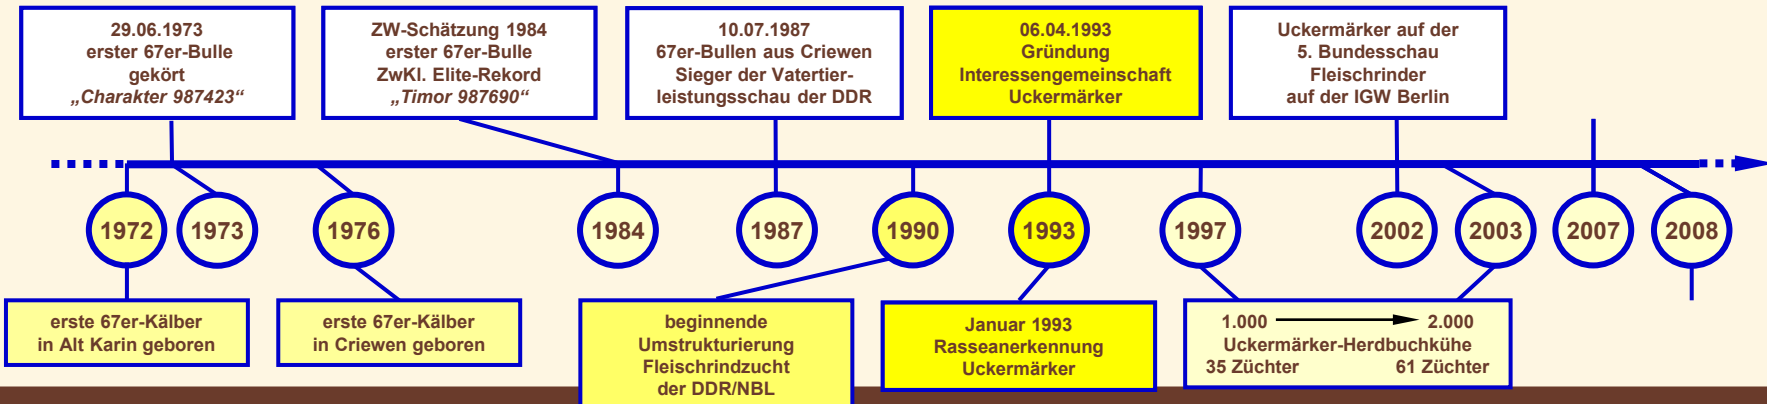 29.06.1973
erster 67er-Bulle
gekört
„Charakter 987423“
ZW-Schätzung 1984
erster 67er-Bulle
ZwKl. Elite-Rekord
„Timor 987690“
10.07.1987
67er-Bullen aus Criewen
Sieger der Vatertier-
leistungsschau der DDR
06.04.1993
Gründung
Interessengemeinschaft
Uckermärker
Uckermärker auf der
5. Bundesschau
Fleischrinder
auf der IGW Berlin
1972
1973
1976
1984
1987
1990
1993
1997
2002
2003
2007
2008
erste 67er-Kälber
in Alt Karin geboren
erste 67er-Kälber
in Criewen geboren
beginnende
Umstrukturierung
Fleischrindzucht
der DDR/NBL
Januar 1993
Rasseanerkennung
Uckermärker
1.000 2.000
Uckermärker-Herdbuchkühe
35 Züchter 61 Züchter